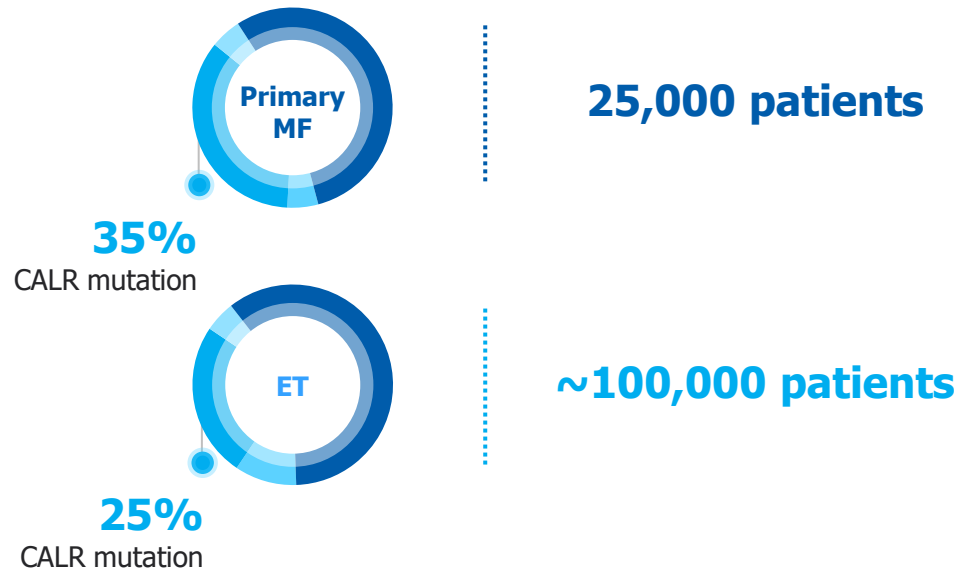 Primary
MF
25,000 patients
35%
CALR mutation
ET
~100,000 patients
25%
CALR mutation